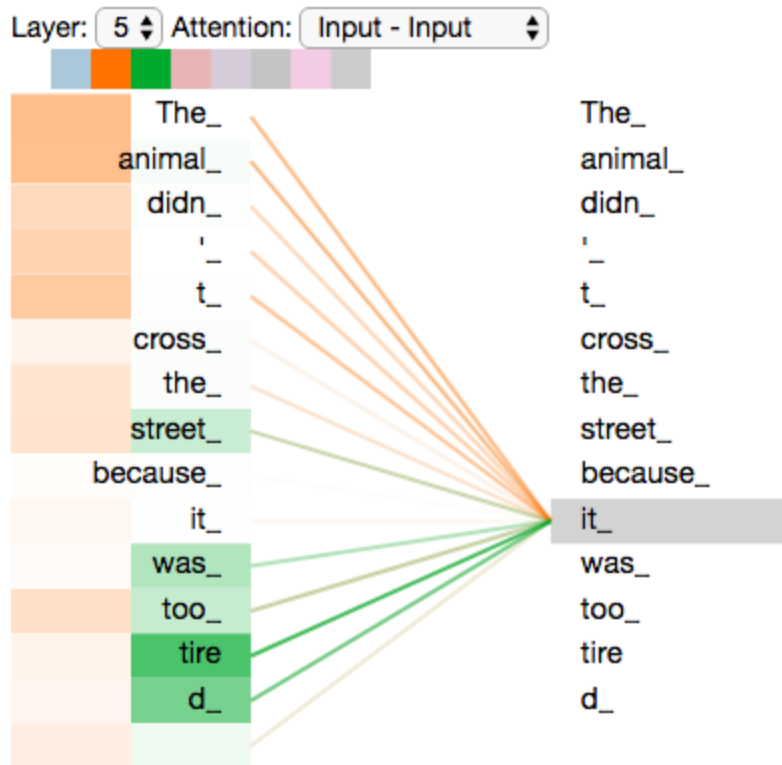 Layer: 5 Attention: Input - Input
The_ The_
animal_ animal_
didn_ didn_
'_ '_
t_ t_
cross_ cross_
the_ the_
street_ street_
because_ because_
it_ it_
was_ was_
too_ too_
tire tire
d_ d_